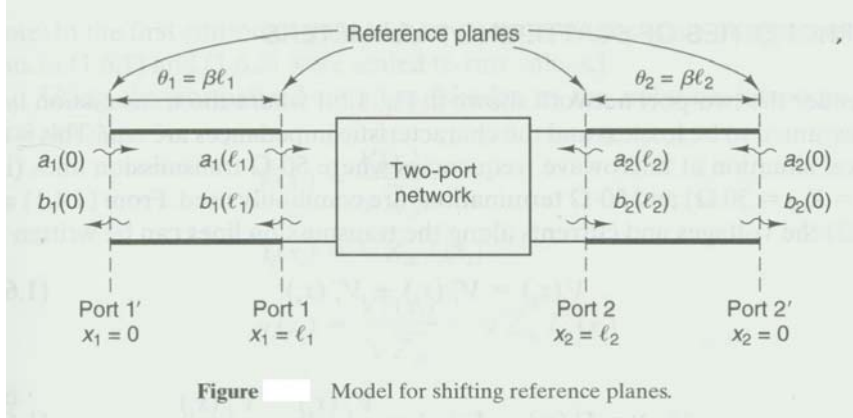 Reference planes
θ₁ = βℓ₁
θ₂ = βℓ₂
a₁(0)
a₁(ℓ₁)
a₂(ℓ₂)
a₂(0)
Two-port
network
b₁(0)
b₁(ℓ₁)
b₂(ℓ₂)
b₂(0)
Port 1'
x₁ = 0
Port 1
x₁ = ℓ₁
Port 2
x₂ = ℓ₂
Port 2'
x₂ = 0
Figure Model for shifting reference planes.